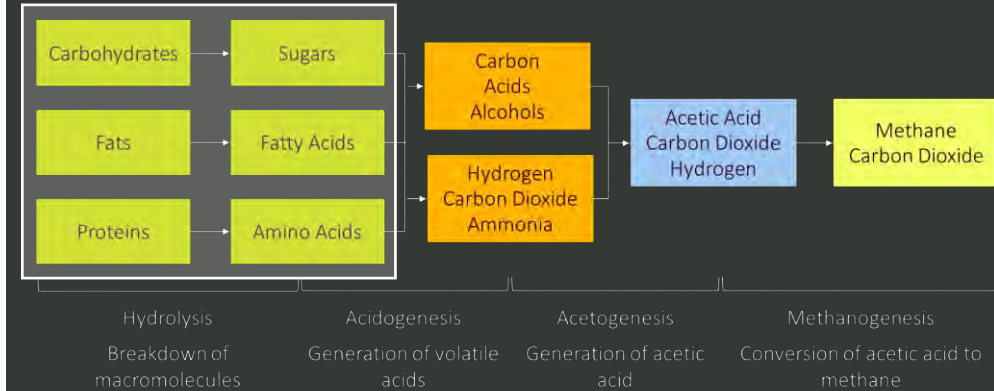 Carbohydrates
Sugars
Fats
Fatty Acids
Proteins
Amino Acids
Carbon
Acids
Alcohols
Hydrogen
Carbon Dioxide
Ammonia
Acetic Acid
Carbon Dioxide
Hydrogen
Methane
Carbon Dioxide
Hydrolysis
Breakdown of
macromolecules
Acidogenesis
Generation of volatile
acids
Acetogenesis
Generation of acetic
acid
Methanogenesis
Conversion of acetic acid to
methane